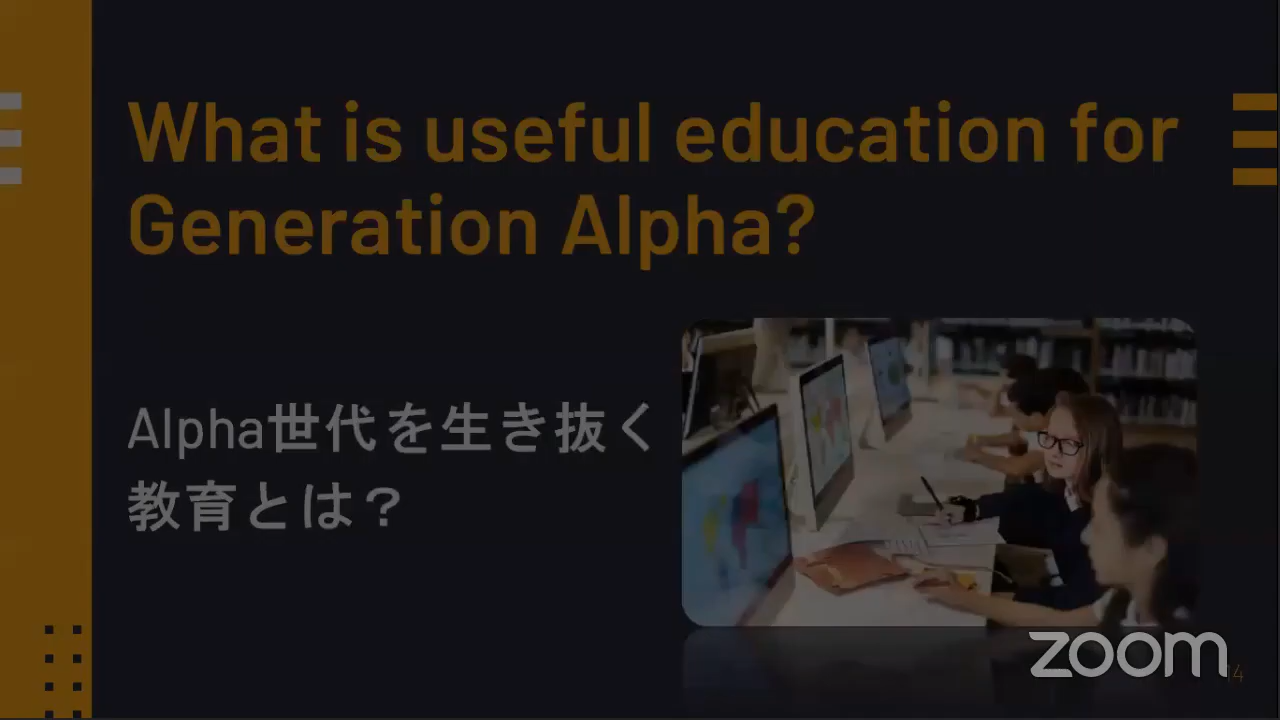 What is useful education for
Generation Alpha?
Alpha世代を生き抜く
教育とは？
zoom
14